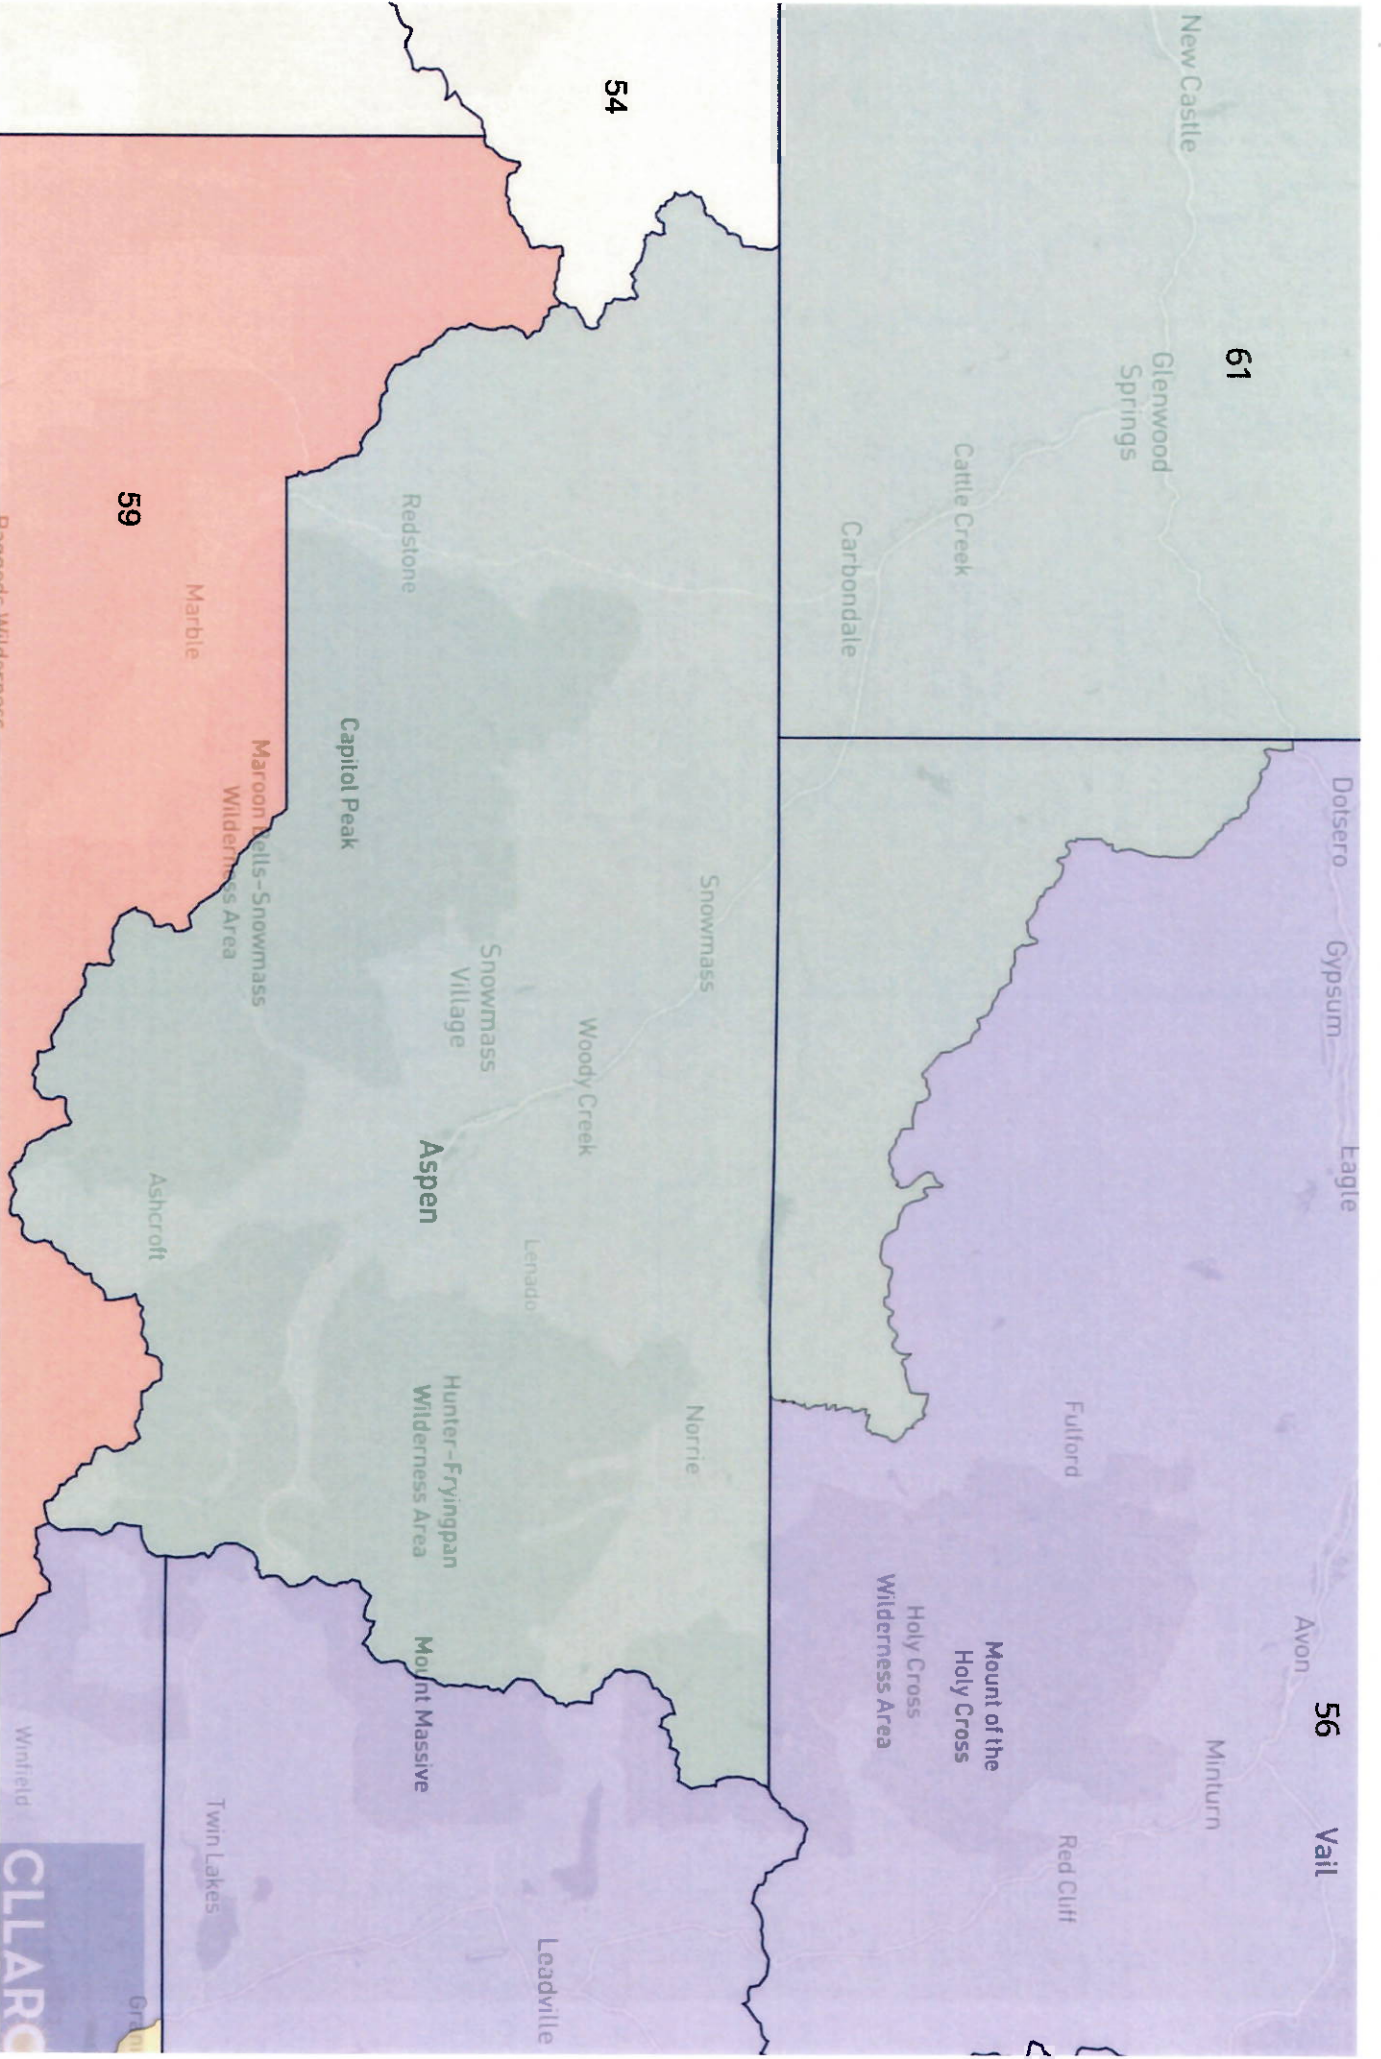 New Castle
61
Glenwood
Springs
Cattle Creek
Carbondale
Dotsero
Gypsum
Eagle
Avon
56
Vail
Minturn
Red Cliff
Fulford
Mount of the
Holy Cross
Holy Cross
Wilderness Area
54
Redstone
Capitol Peak
Snowmass
Snowmass
Village
Woody Creek
Aspen
Lenado
Norrie
Hunter-Fryingpan
Wilderness Area
Mount Massive
Leadville
59
Marble
Maroon Bells-Snowmass
Wilderness Area
Ashcroft
Twin Lakes
Winfield
Grani
CLLARO